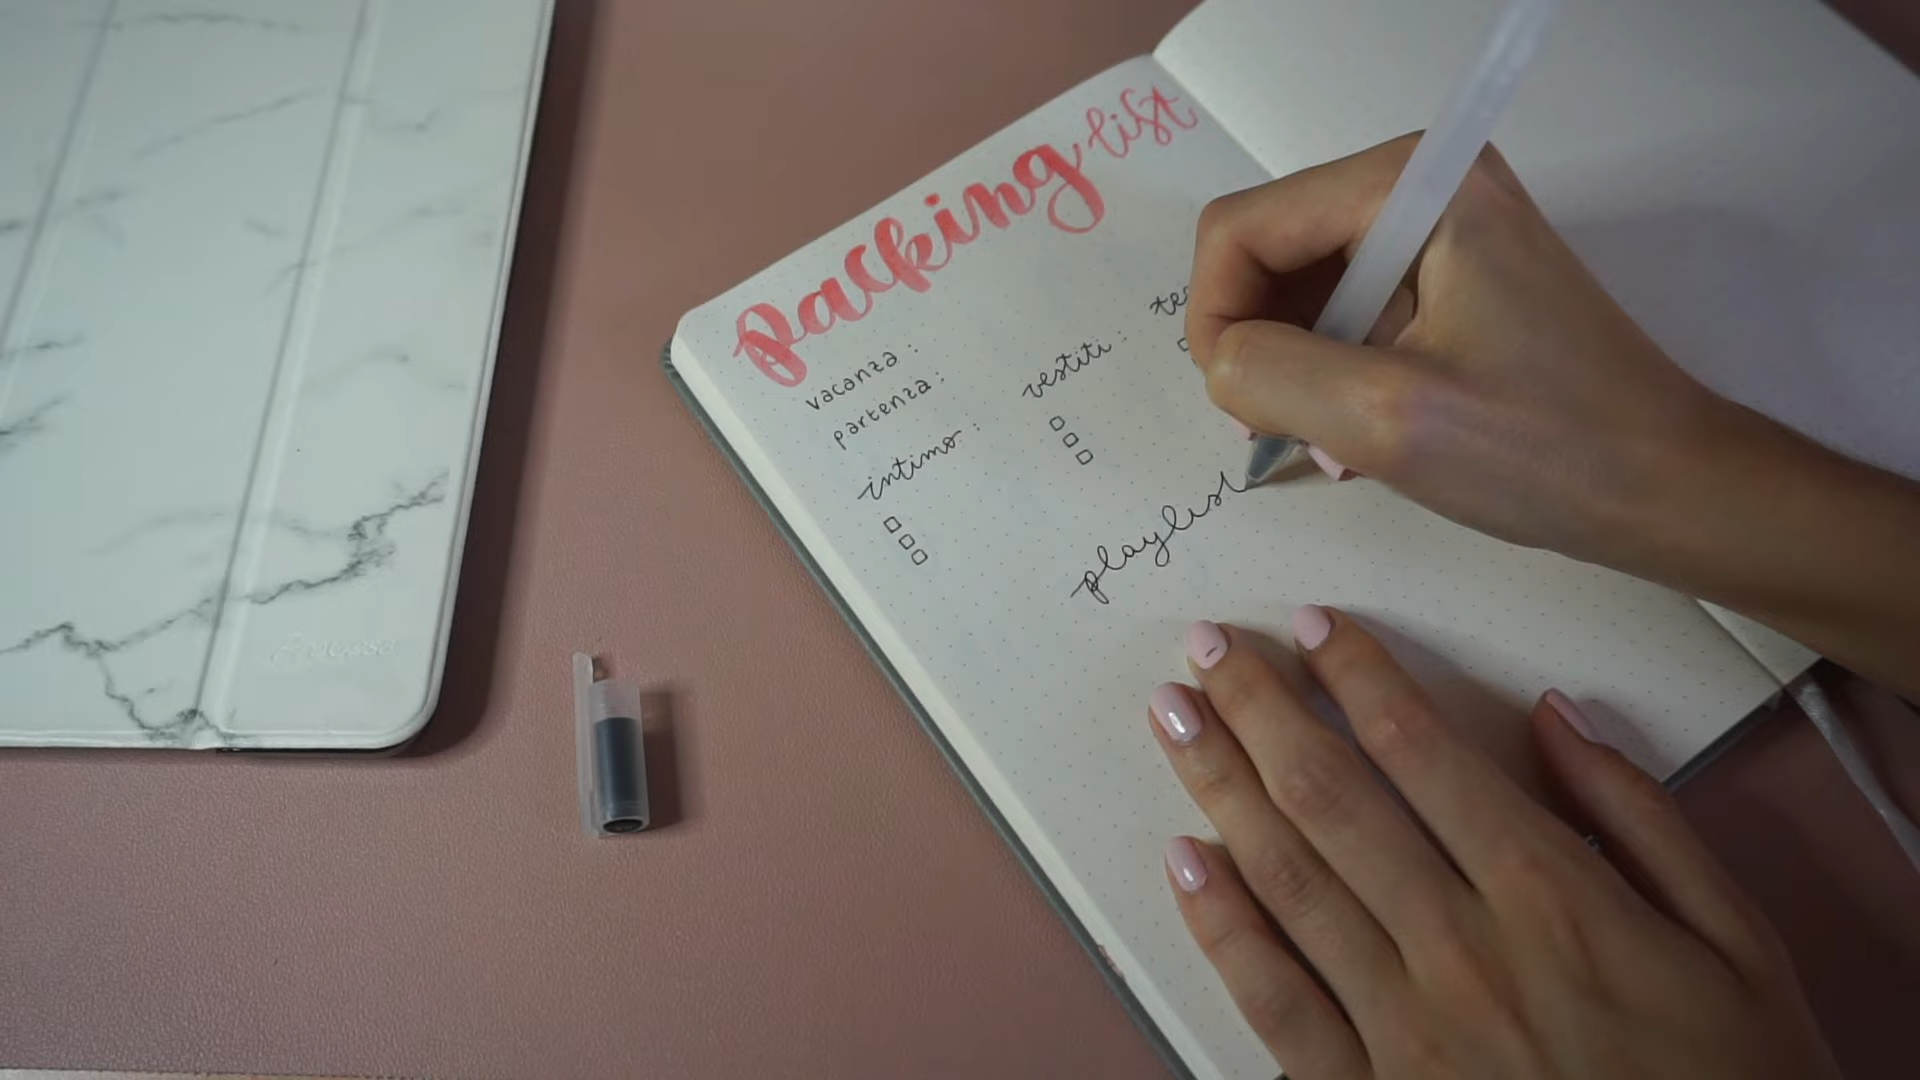 packing list
vacanza :
partenza :
intimo :
vestiti :
playlist